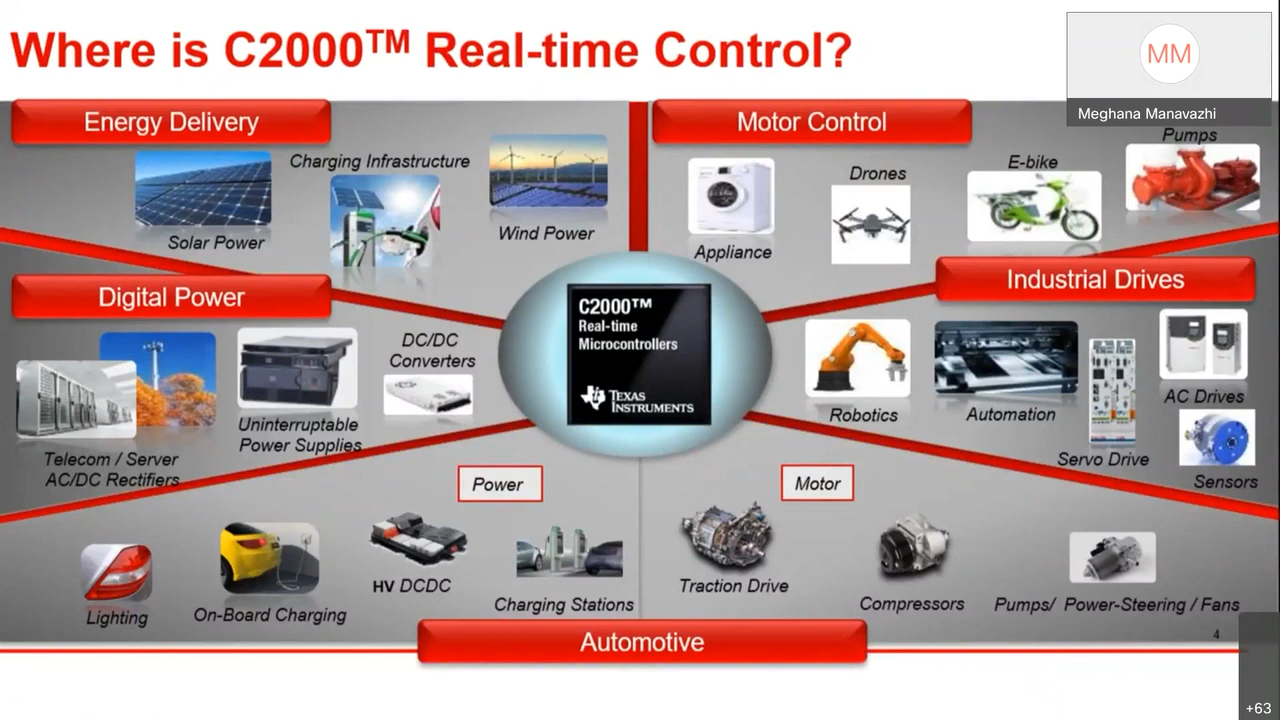 Where is C2000™ Real-time Control?
MM
Meghana Manavazhi
Energy Delivery
Solar Power
Charging Infrastructure
Wind Power
Motor Control
Appliance
Drones
E-bike
Pumps
Digital Power
Telecom / Server
AC/DC Rectifiers
Uninterruptable
Power Supplies
DC/DC
Converters
C2000™
Real-time
Microcontrollers
TEXAS
INSTRUMENTS
Industrial Drives
Robotics
Automation
Servo Drive
AC Drives
Sensors
Power
Lighting
On-Board Charging
HV DCDC
Charging Stations
Motor
Traction Drive
Compressors
Pumps/ Power-Steering / Fans
Automotive
4
+63